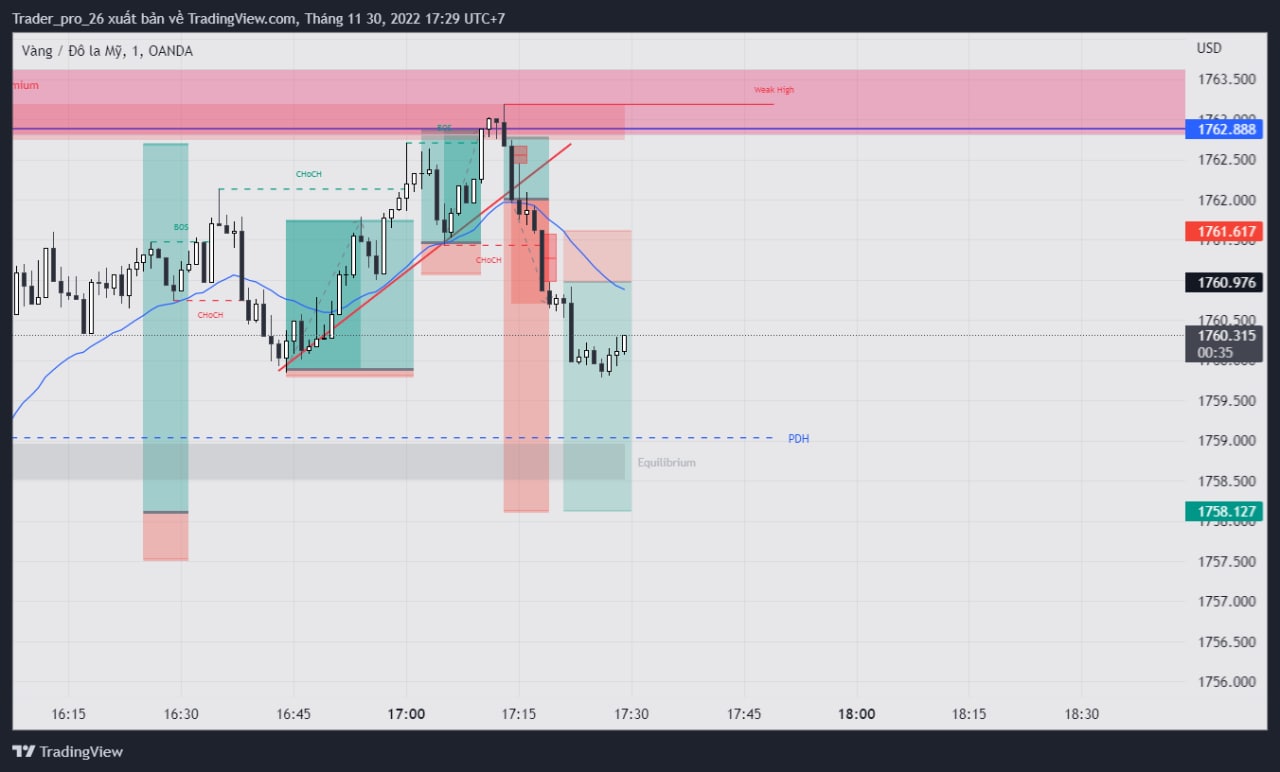 Trader_pro_26 xuất bản về TradingView.com, Tháng 11 30, 2022 17:29 UTC+7
Vàng / Đô la Mỹ, 1, OANDA
USD
mium
Weak High
1763.500
1762.888
1762.500
1762.000
1761.617
1760.976
1760.500
1760.315
00:35
1759.500
1759.000
1758.500
1758.127
1757.500
1757.000
1756.500
1756.000
BOS
CHoCH
BOS
CHoCH
CHoCH
PDH
Equilibrium
16:15 16:30 16:45 17:00 17:15 17:30 17:45 18:00 18:15 18:30
TradingView